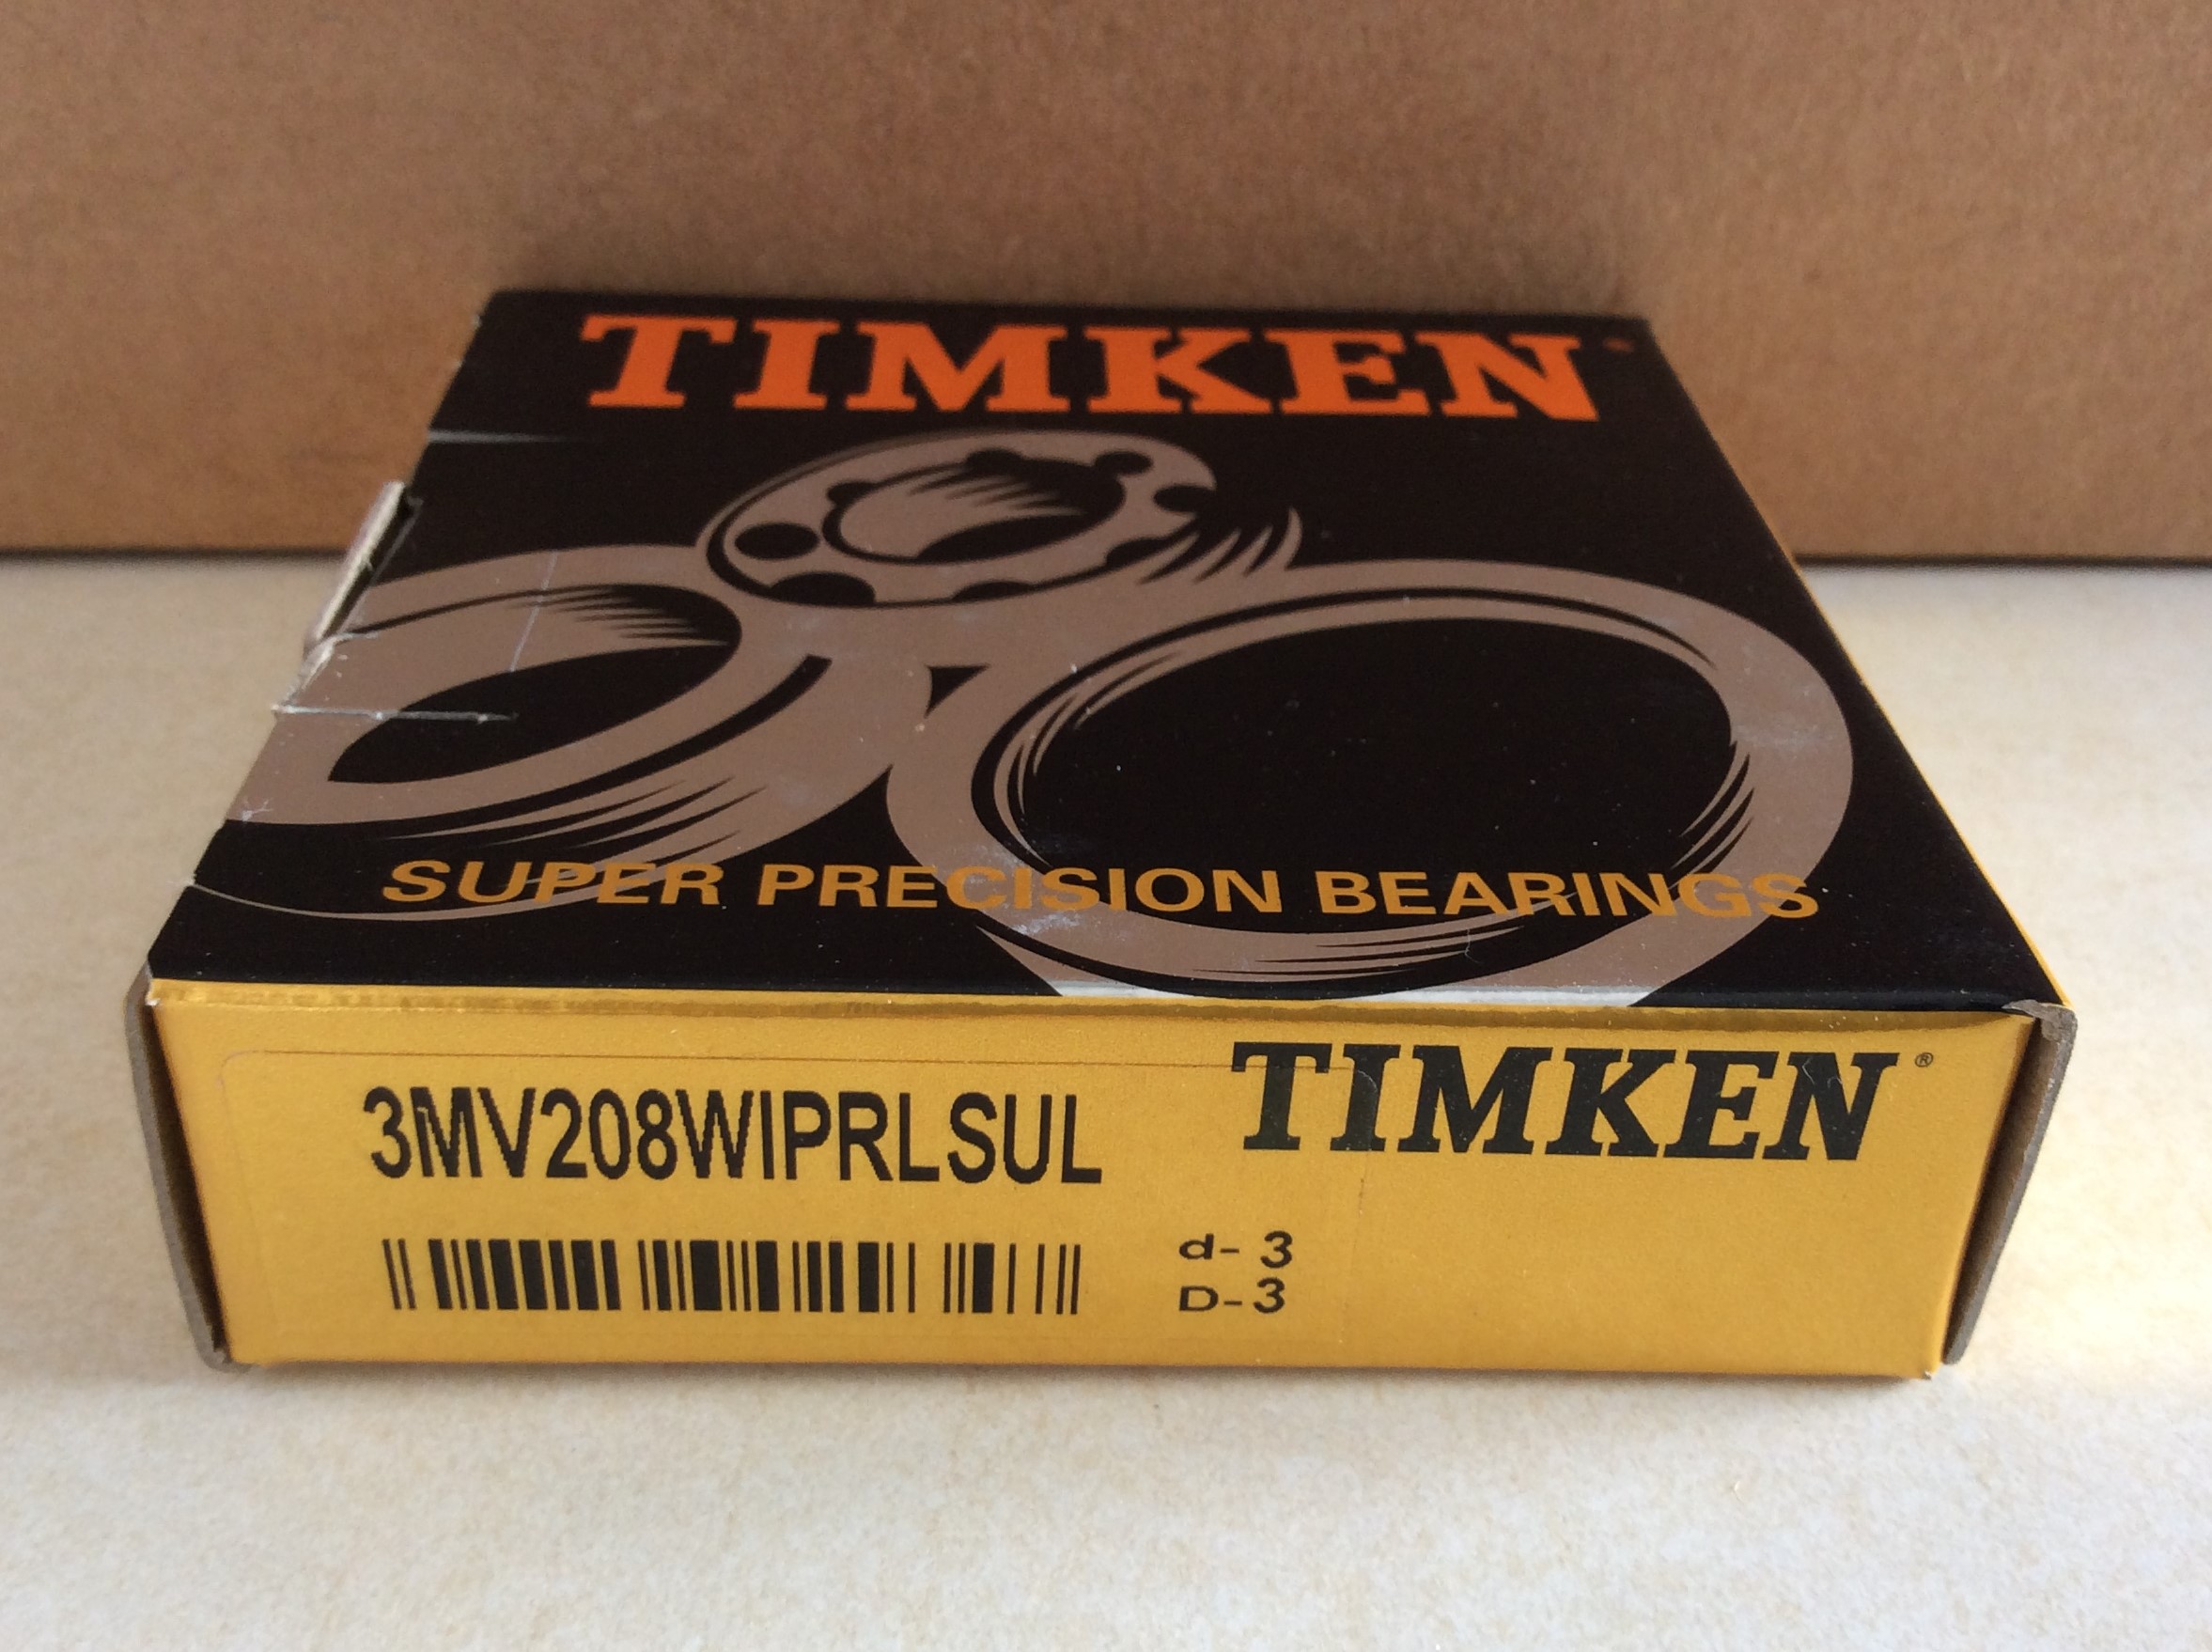 TIMKEN
SUPER PRECISION BEARINGS
TIMKEN®
3MV208WIPRLSUL
d- 3
D-3